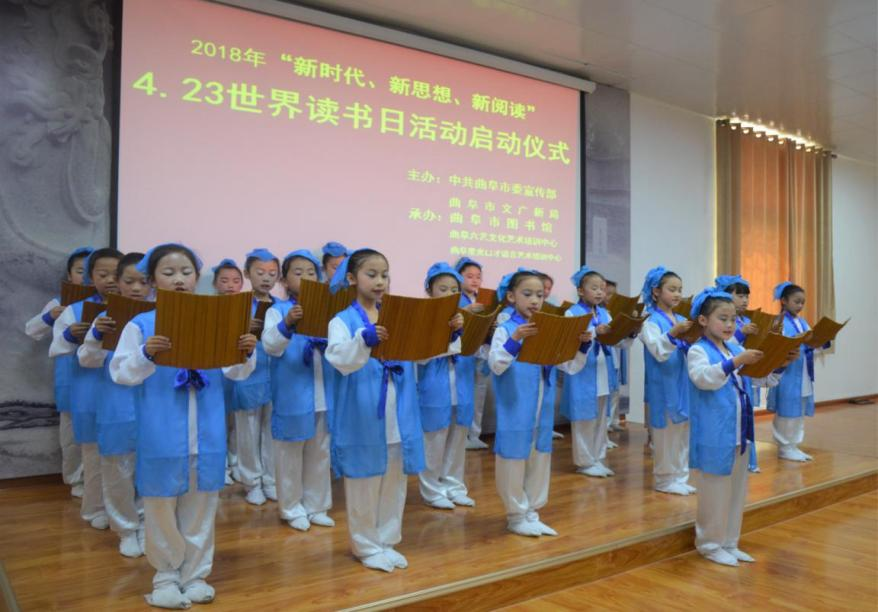 2018年“新时代、新思想、新阅读”
4.23世界读书日活动启动仪式
主办：中共曲阜市委宣传部
曲阜市文广新局
承办：曲阜市图书馆
曲阜六艺文化艺术培训中心